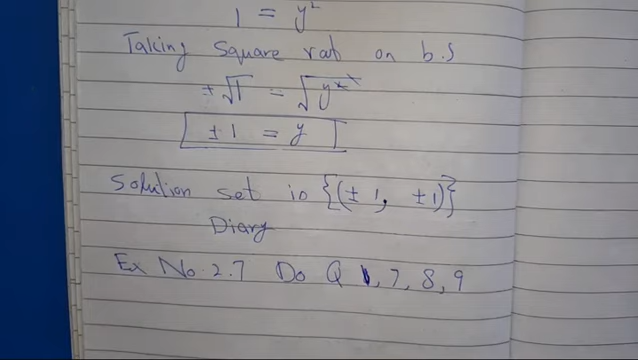 1 = y²
Taking Square root on b.s
±√1 = √y²
±1 = y
Solution set is {(±1, ±1)}
Diary
Ex No 2.7 Do Q 1, 7, 8, 9